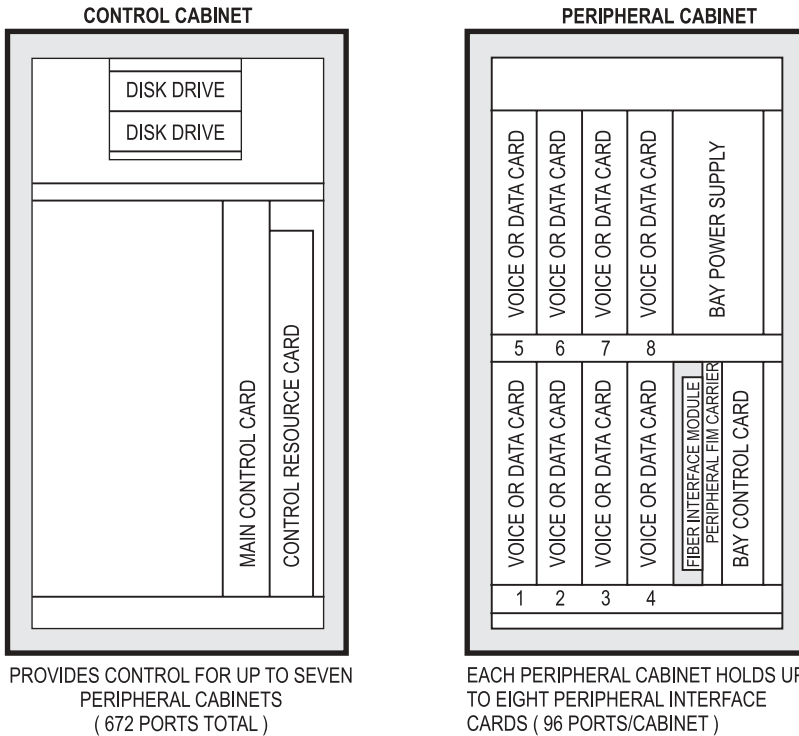 CONTROL CABINET
DISK DRIVE
DISK DRIVE
MAIN CONTROL CARD
CONTROL RESOURCE CARD
PROVIDES CONTROL FOR UP TO SEVEN
PERIPHERAL CABINETS
( 672 PORTS TOTAL )
PERIPHERAL CABINET
VOICE OR DATA CARD
VOICE OR DATA CARD
VOICE OR DATA CARD
VOICE OR DATA CARD
BAY POWER SUPPLY
5 6 7 8
VOICE OR DATA CARD
VOICE OR DATA CARD
VOICE OR DATA CARD
VOICE OR DATA CARD
FIBER INTERFACE MODULE
PERIPHERAL FIM CARRIER
BAY CONTROL CARD
1 2 3 4
EACH PERIPHERAL CABINET HOLDS UP
TO EIGHT PERIPHERAL INTERFACE
CARDS ( 96 PORTS/CABINET )